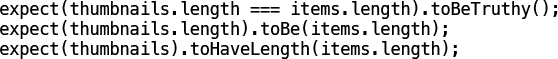 expect(thumbnails.length === items.length).toBeTruthy();
expect(thumbnails.length).toBe(items.length);
expect(thumbnails).toHaveLength(items.length);